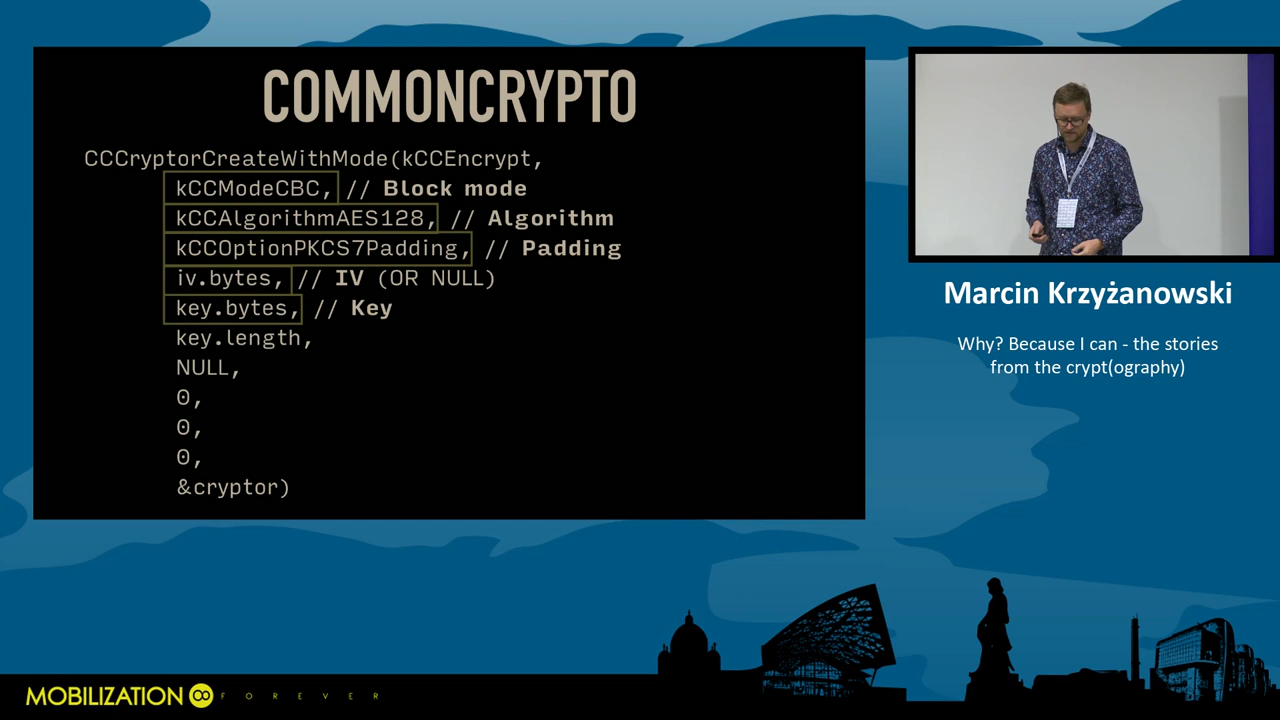 COMMONCRYPTO
CCCryptorCreateWithMode(kCCEncrypt,
kCCModeCBC, // Block mode
kCCAlgorithmAES128, // Algorithm
kCCOptionPKCS7Padding, // Padding
iv.bytes, // IV (OR NULL)
key.bytes, // Key
key.length,
NULL,
0,
0,
0,
&cryptor)
Marcin Krzyżanowski
Why? Because I can - the stories
from the crypt(ography)
MOBILIZATION FOREVER